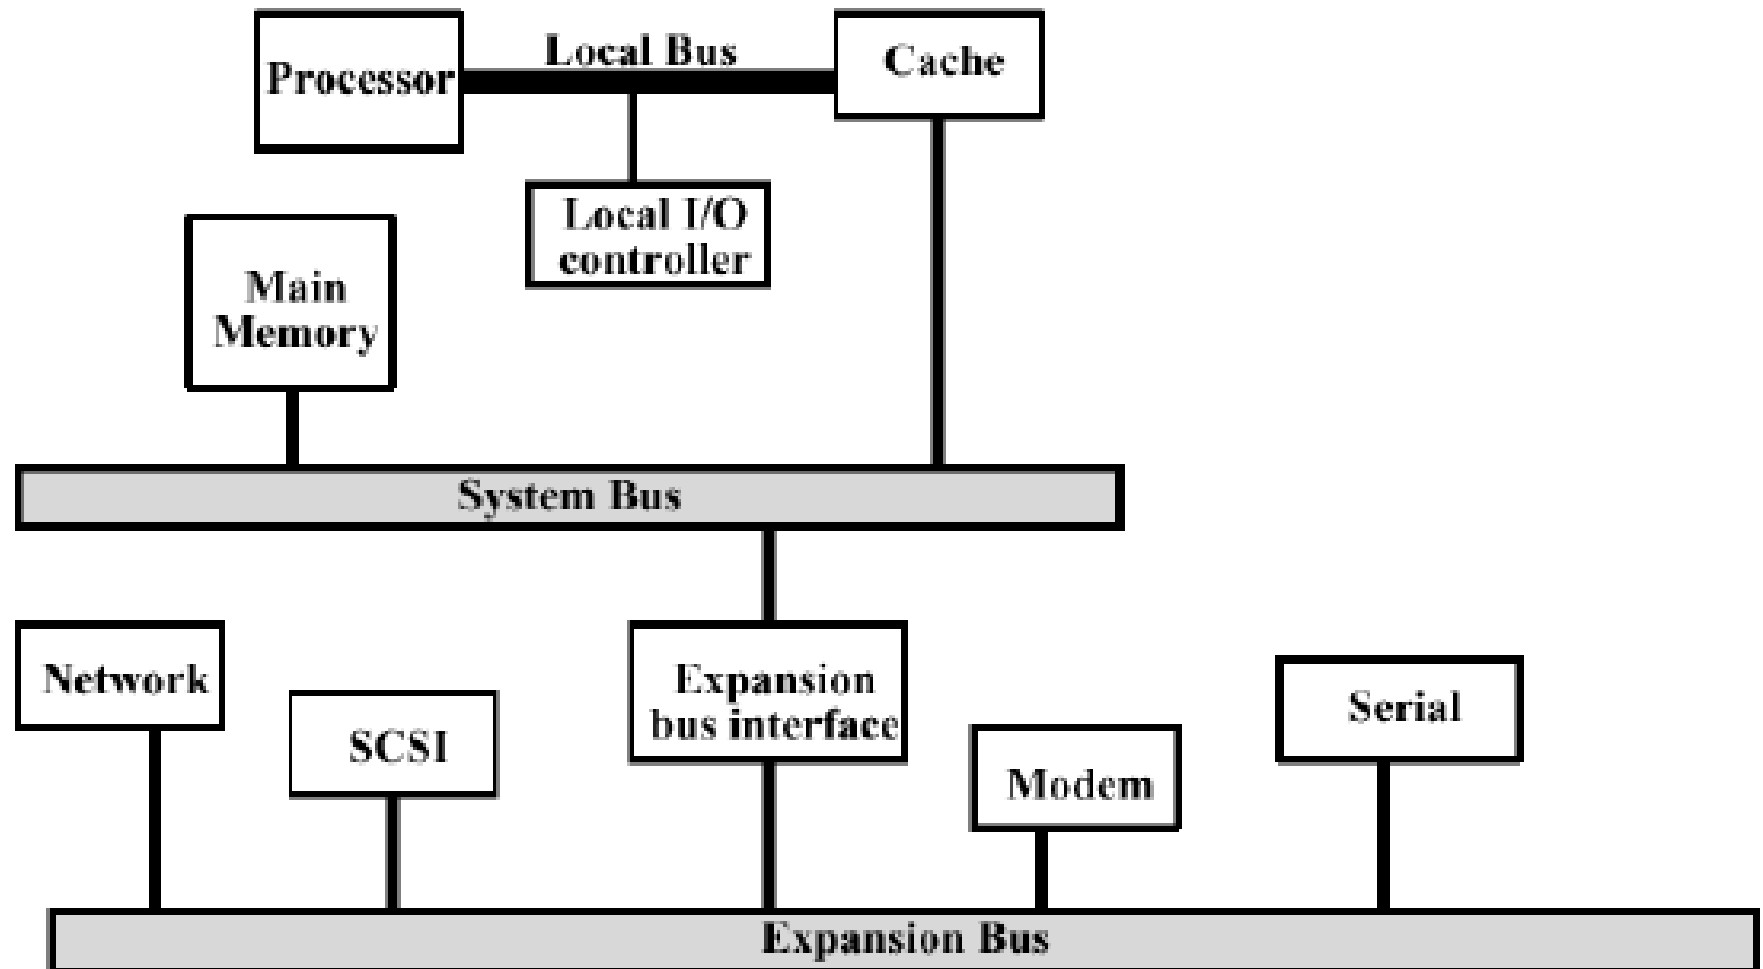 Local Bus
Processor
Cache
Local I/O
controller
Main
Memory
System Bus
Network
SCSI
Expansion
bus interface
Modem
Serial
Expansion Bus